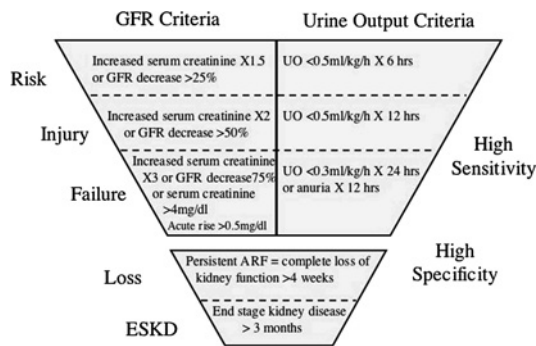 GFR Criteria
Urine Output Criteria
Risk
Increased serum creatinine X1.5
or GFR decrease >25%
UO <0.5ml/kg/h X 6 hrs
Injury
Increased serum creatinine X2
or GFR decrease >50%
UO <0.5ml/kg/h X 12 hrs
Failure
Increased serum creatinine
X3 or GFR decrease75%
or serum creatinine
>4mg/dl
Acute rise >0.5mg/dl
UO <0.3ml/kg/h X 24 hrs
or anuria X 12 hrs
High
Sensitivity
Loss
Persistent ARF = complete loss of
kidney function >4 weeks
High
Specificity
ESKD
End stage kidney disease
> 3 months